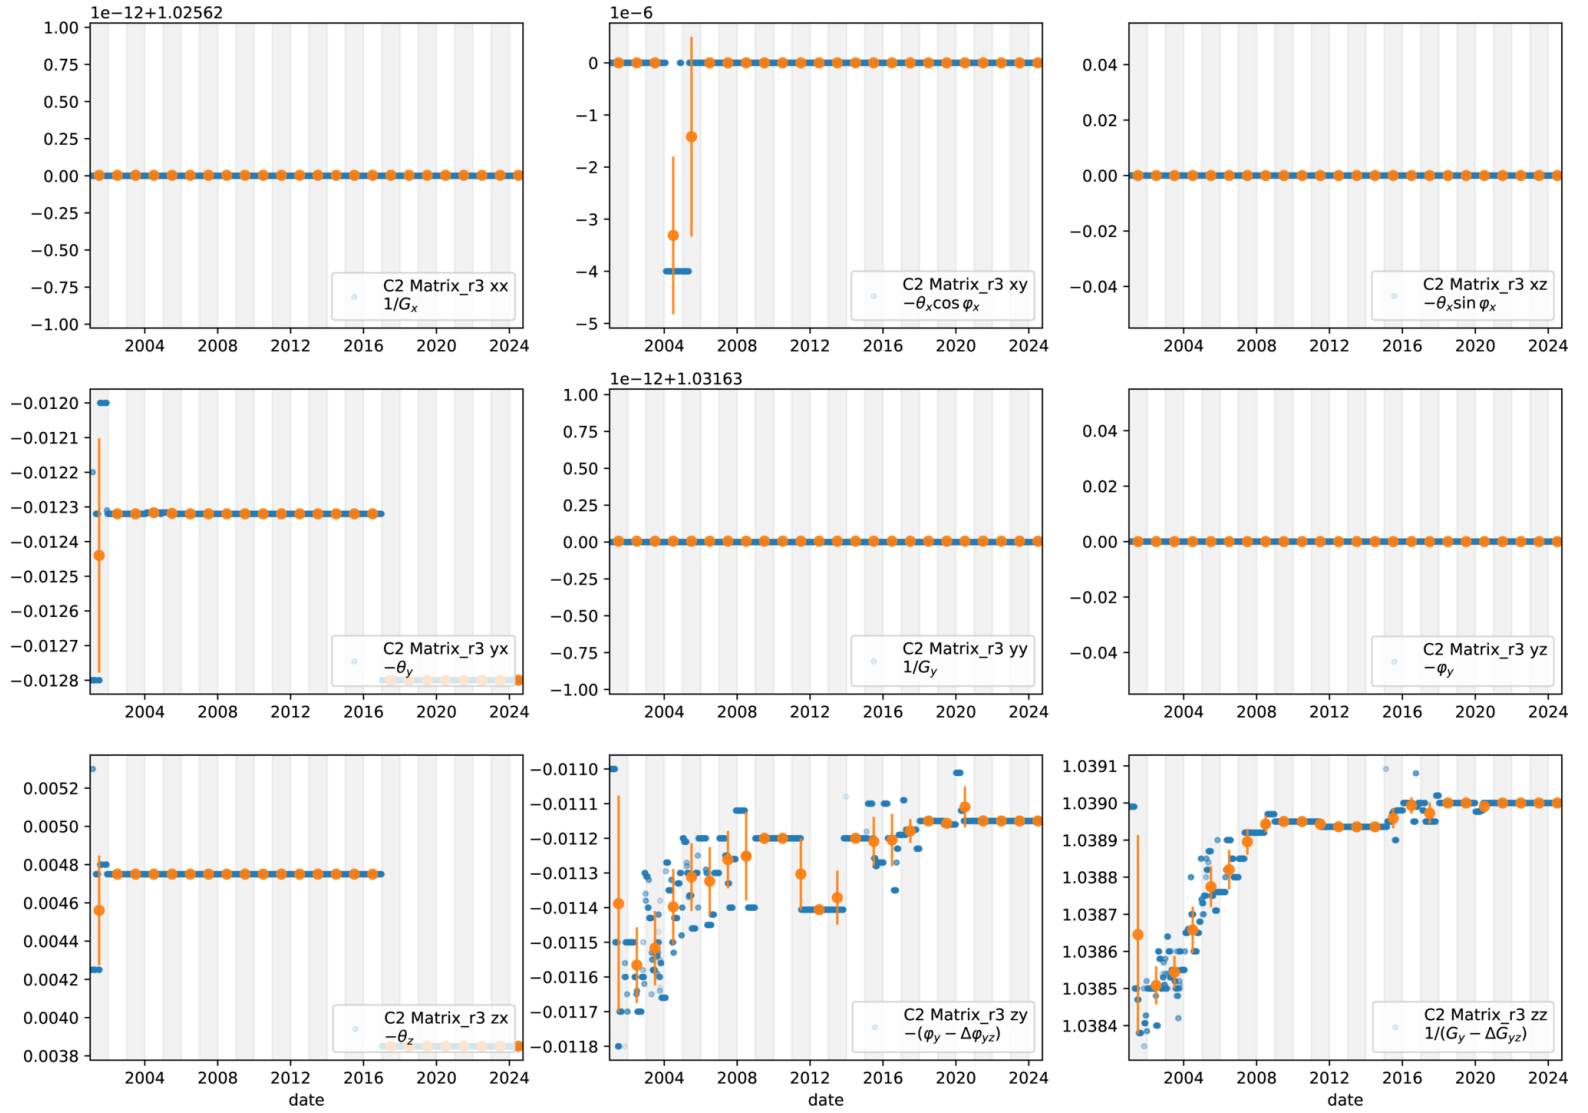 1e−12+1.02562
1.00
0.75
0.50
0.25
0.00
−0.25
−0.50
−0.75
−1.00
C2 Matrix_r3 xx
1/Gₓ
2004 2008 2012 2016 2020 2024
1e−6
0
−1
−2
−3
−4
−5
C2 Matrix_r3 xy
−θₓcos φₓ
2004 2008 2012 2016 2020 2024
0.04
0.02
0.00
−0.02
−0.04
C2 Matrix_r3 xz
−θₓsin φₓ
2004 2008 2012 2016 2020 2024
−0.0120
−0.0121
−0.0122
−0.0123
−0.0124
−0.0125
−0.0126
−0.0127
−0.0128
C2 Matrix_r3 yx
−θ_y
2004 2008 2012 2016 2020 2024
1e−12+1.03163
1.00
0.75
0.50
0.25
0.00
−0.25
−0.50
−0.75
−1.00
C2 Matrix_r3 yy
1/G_y
2004 2008 2012 2016 2020 2024
0.04
0.02
0.00
−0.02
−0.04
C2 Matrix_r3 yz
−φ_y
2004 2008 2012 2016 2020 2024
0.0052
0.0050
0.0048
0.0046
0.0044
0.0042
0.0040
0.0038
C2 Matrix_r3 zx
−θ_z
2004 2008 2012 2016 2020 2024
date
−0.0110
−0.0111
−0.0112
−0.0113
−0.0114
−0.0115
−0.0116
−0.0117
−0.0118
C2 Matrix_r3 zy
−(φ_y − Δφ_yz)
2004 2008 2012 2016 2020 2024
date
1.0391
1.0390
1.0389
1.0388
1.0387
1.0386
1.0385
1.0384
C2 Matrix_r3 zz
1/(G_y − ΔG_yz)
2004 2008 2012 2016 2020 2024
date